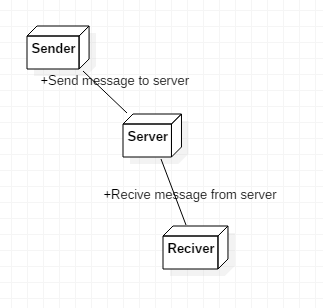 Sender
+Send message to server
Server
+Recive message from server
Reciver